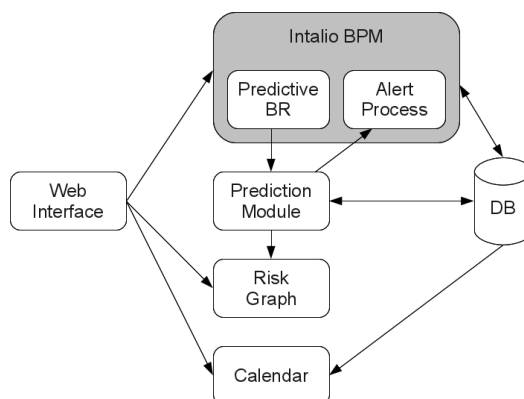 Intalio BPM
Predictive
BR
Alert
Process
Web
Interface
Prediction
Module
DB
Risk
Graph
Calendar